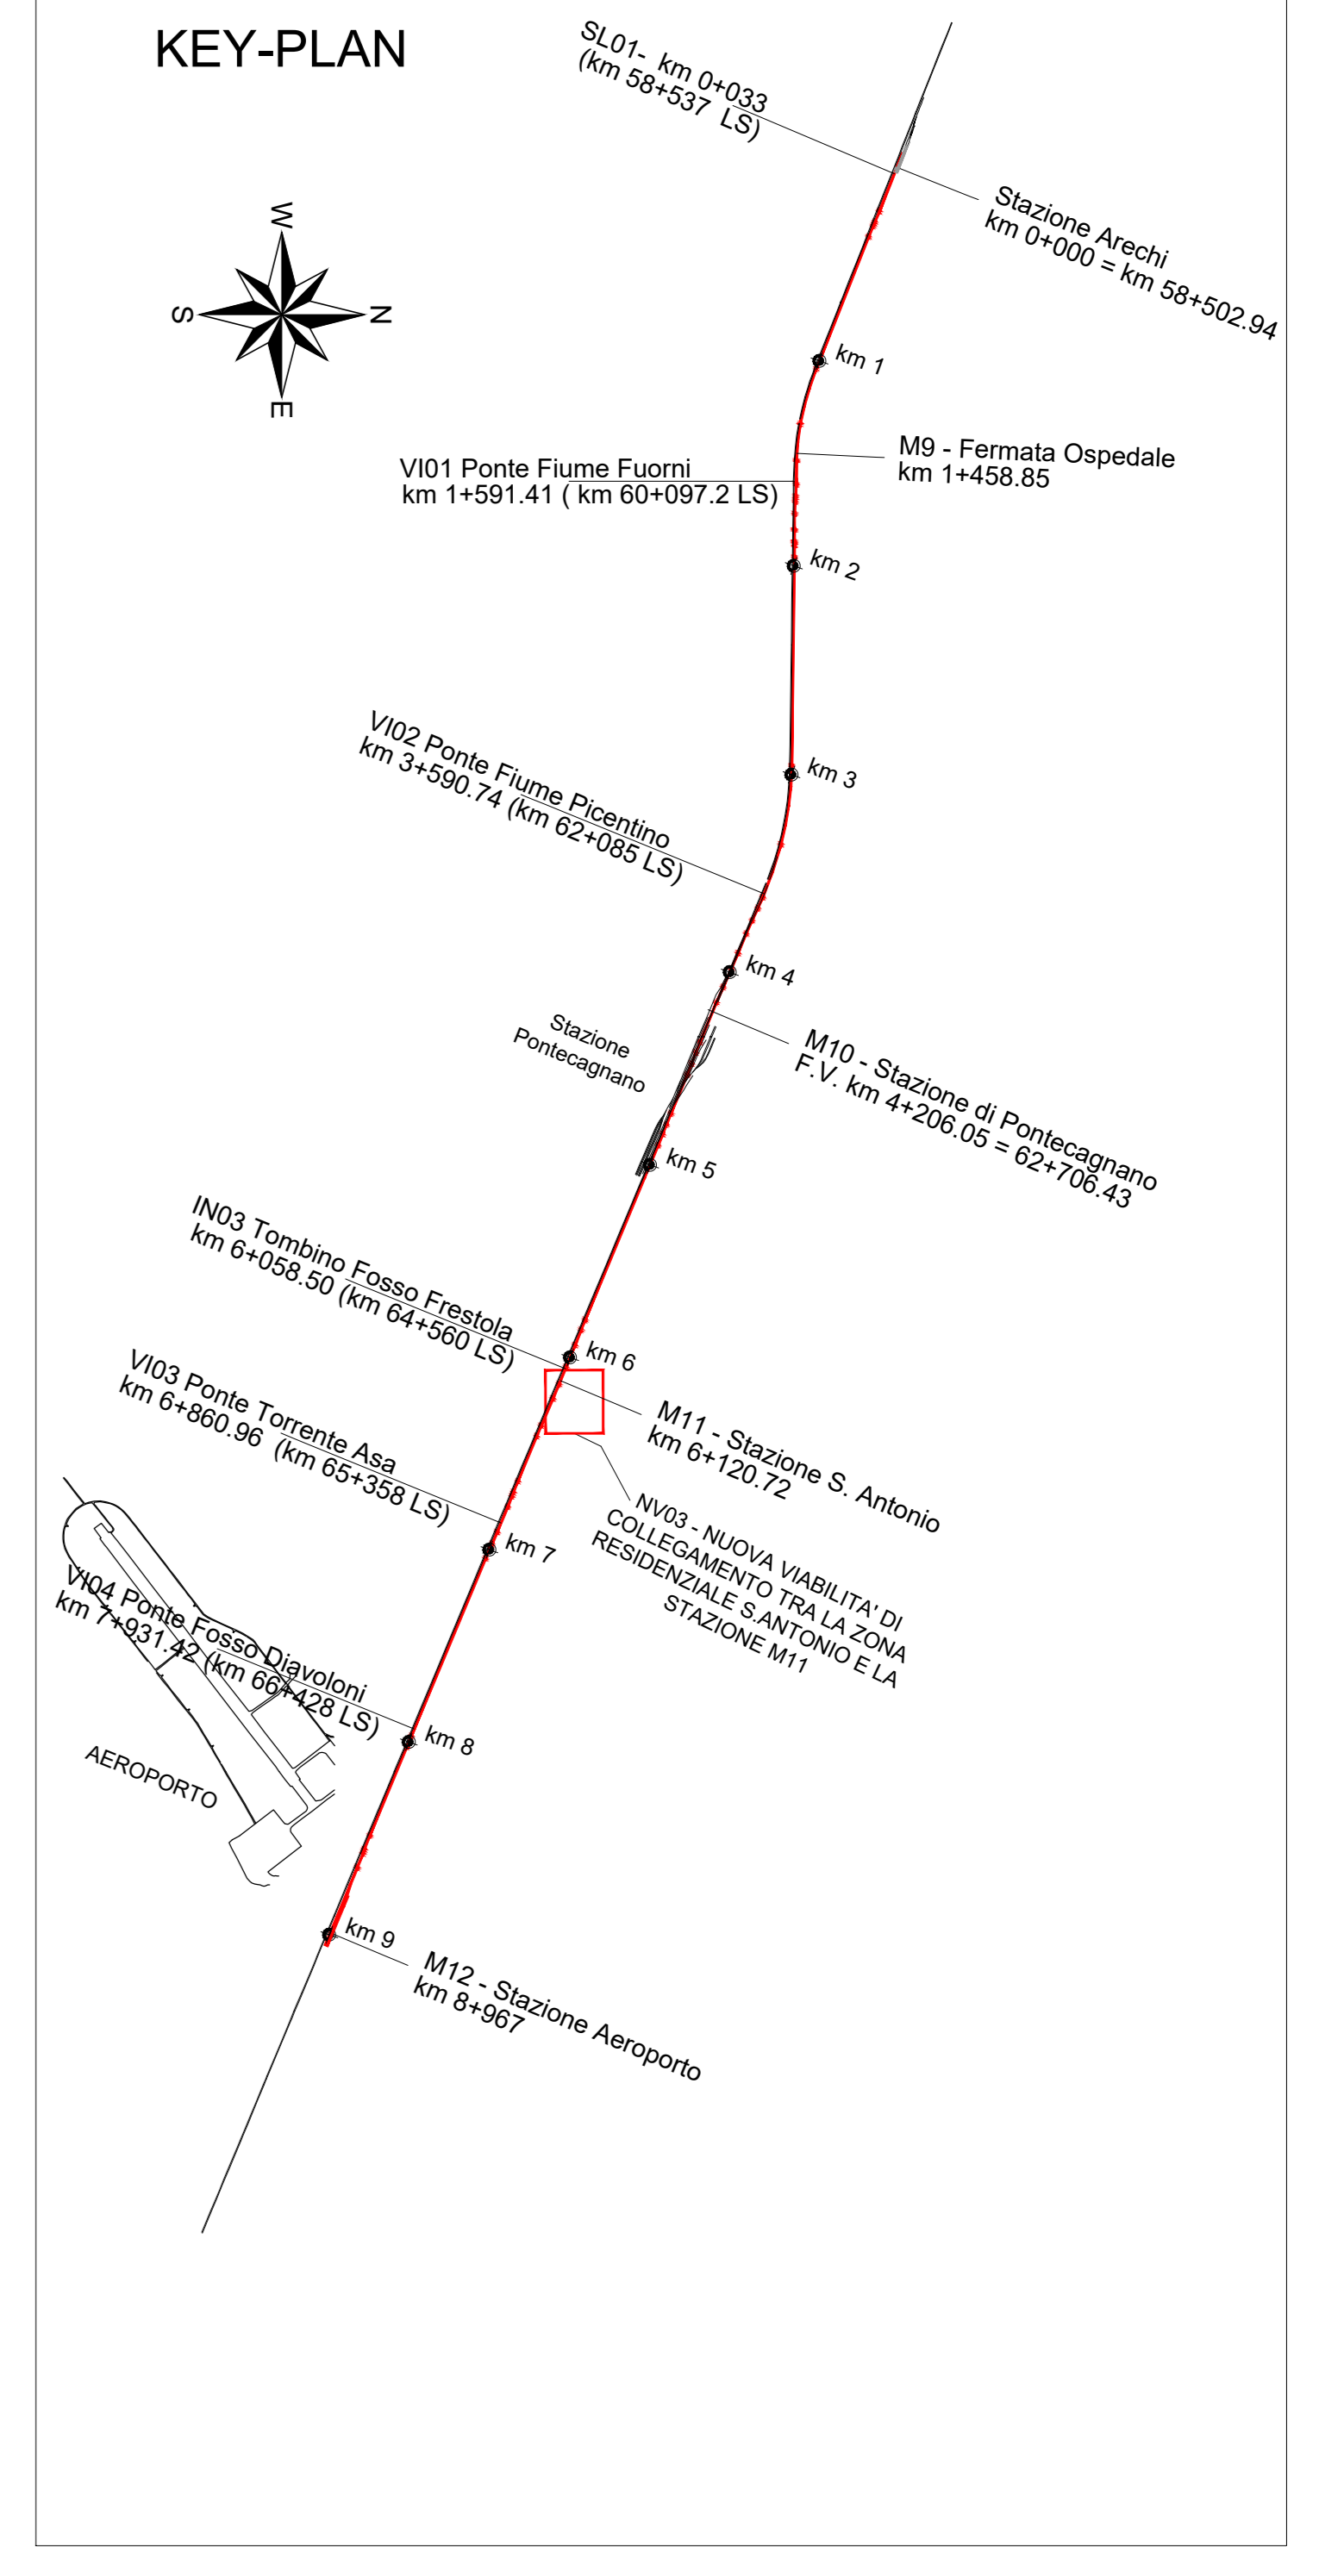 KEY-PLAN
SL01- km 0+033
(km 58+537 LS)
Stazione Arechi
km 0+000 = km 58+502.94
W
S
N
E
km 1
M9 - Fermata Ospedale
km 1+458.85
VI01 Ponte Fiume Fuorni
km 1+591.41 ( km 60+097.2 LS)
km 2
VI02 Ponte Fiume Picentino
km 3+590.74 (km 62+085 LS)
km 3
km 4
Stazione
Pontecagnano
M10 - Stazione di Pontecagnano
F.V. km 4+206.05 = 62+706.43
km 5
IN03 Tombino Fosso Frestola
km 6+058.50 (km 64+560 LS)
km 6
VI03 Ponte Torrente Asa
km 6+860.96 (km 65+358 LS)
M11 - Stazione S. Antonio
km 6+120.72
NV03 - NUOVA VIABILITA' DI
COLLEGAMENTO TRA LA ZONA
RESIDENZIALE S.ANTONIO E LA
STAZIONE M11
km 7
VI04 Ponte Fosso Diavoloni
km 7+931.42 (km 66+428 LS)
km 8
AEROPORTO
km 9
M12 - Stazione Aeroporto
km 8+967